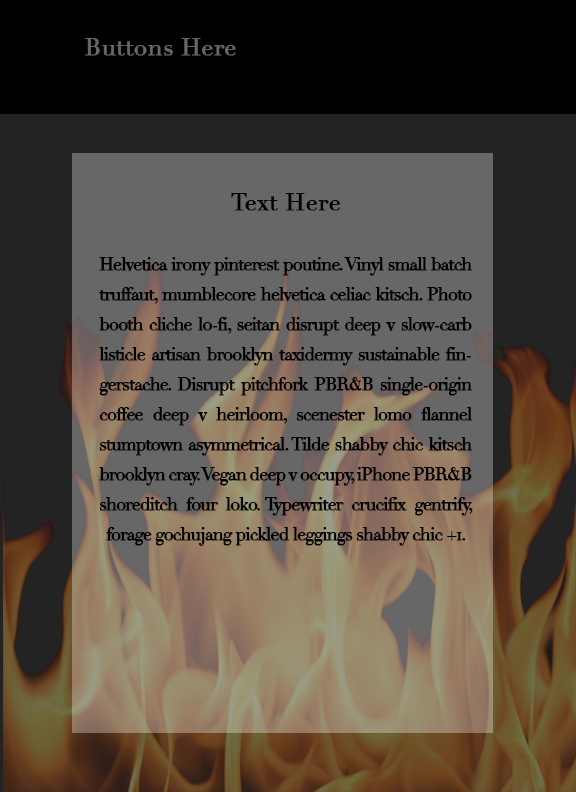 Buttons Here
Text Here
Helvetica irony pinterest poutine. Vinyl small batch
truffaut, mumblecore helvetica celiac kitsch. Photo
booth cliche lo-fi, seitan disrupt deep v slow-carb
listicle artisan brooklyn taxidermy sustainable fin-
gerstache. Disrupt pitchfork PBR&B single-origin
coffee deep v heirloom, scenester lomo flannel
stumptown asymmetrical. Tilde shabby chic kitsch
brooklyn cray. Vegan deep v occupy, iPhone PBR&B
shoreditch four loko. Typewriter crucifix gentrify,
forage gochujang pickled leggings shabby chic +1.